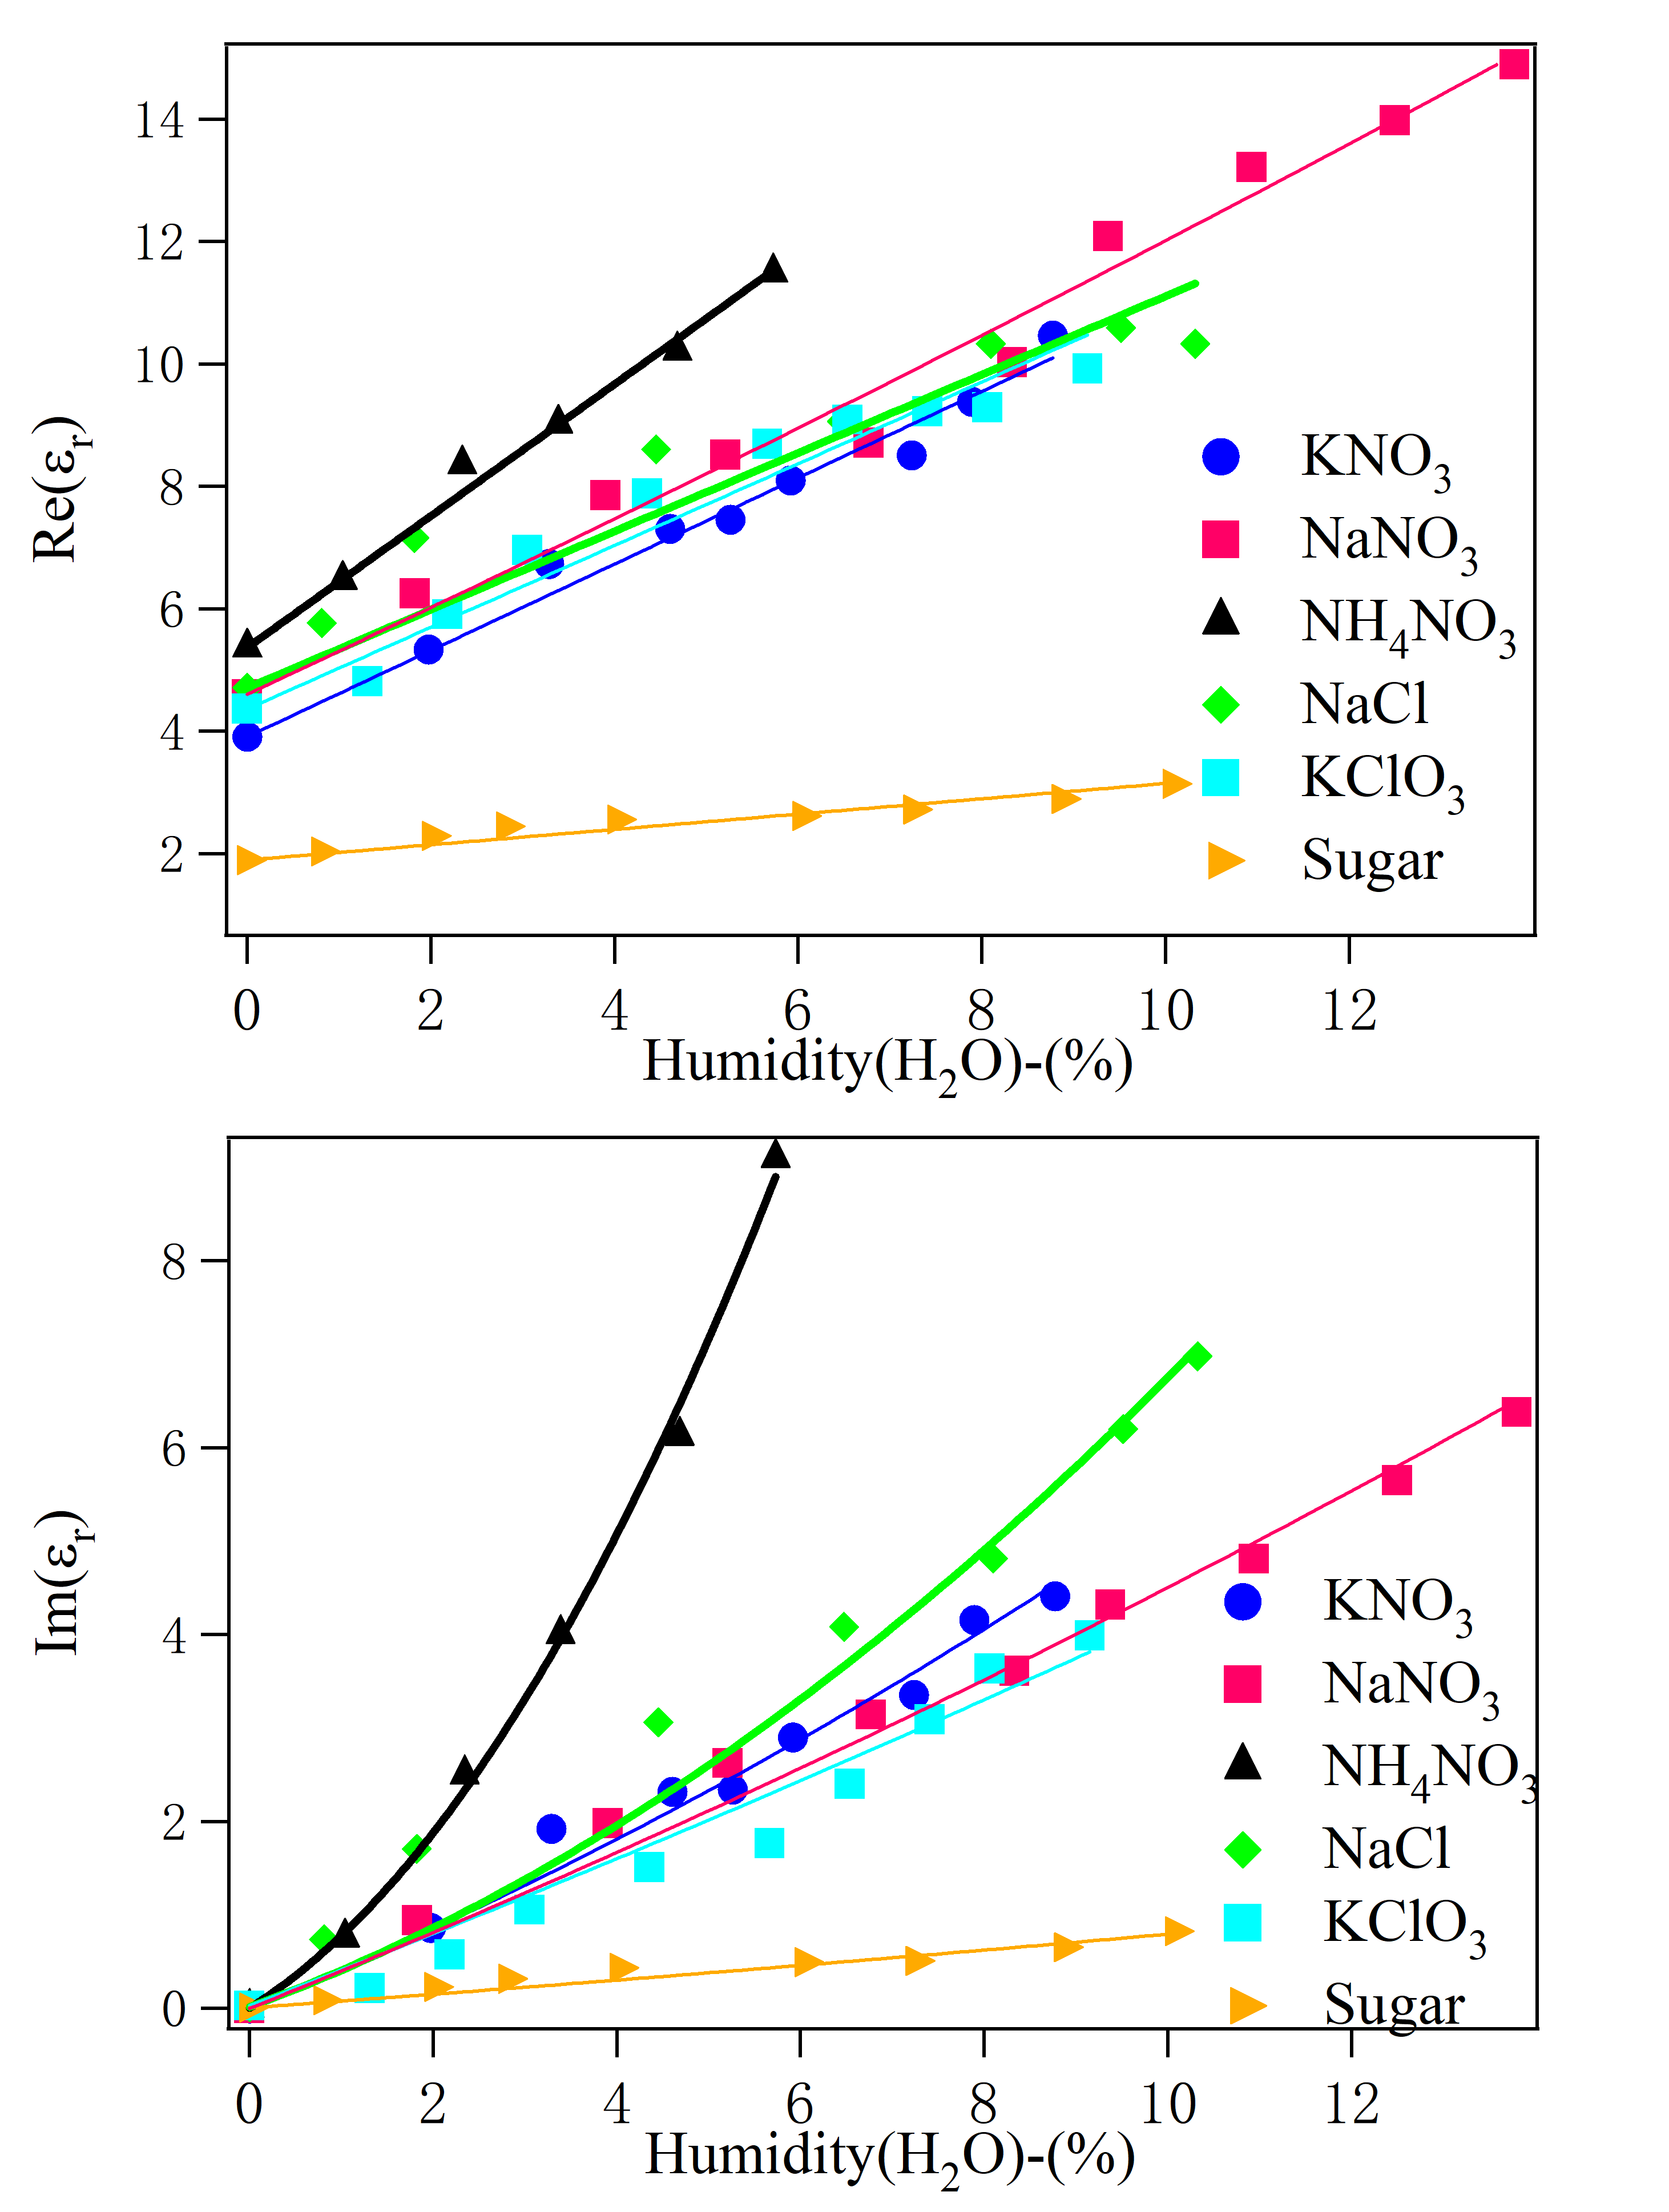 14
12
10
8
6
4
2
Re(εr)
KNO3
NaNO3
NH4NO3
NaCl
KClO3
Sugar
0 2 4 6 8 10 12
Humidity(H2O)-(%)
8
6
4
2
0
Im(εr)
KNO3
NaNO3
NH4NO3
NaCl
KClO3
Sugar
0 2 4 6 8 10 12
Humidity(H2O)-(%)